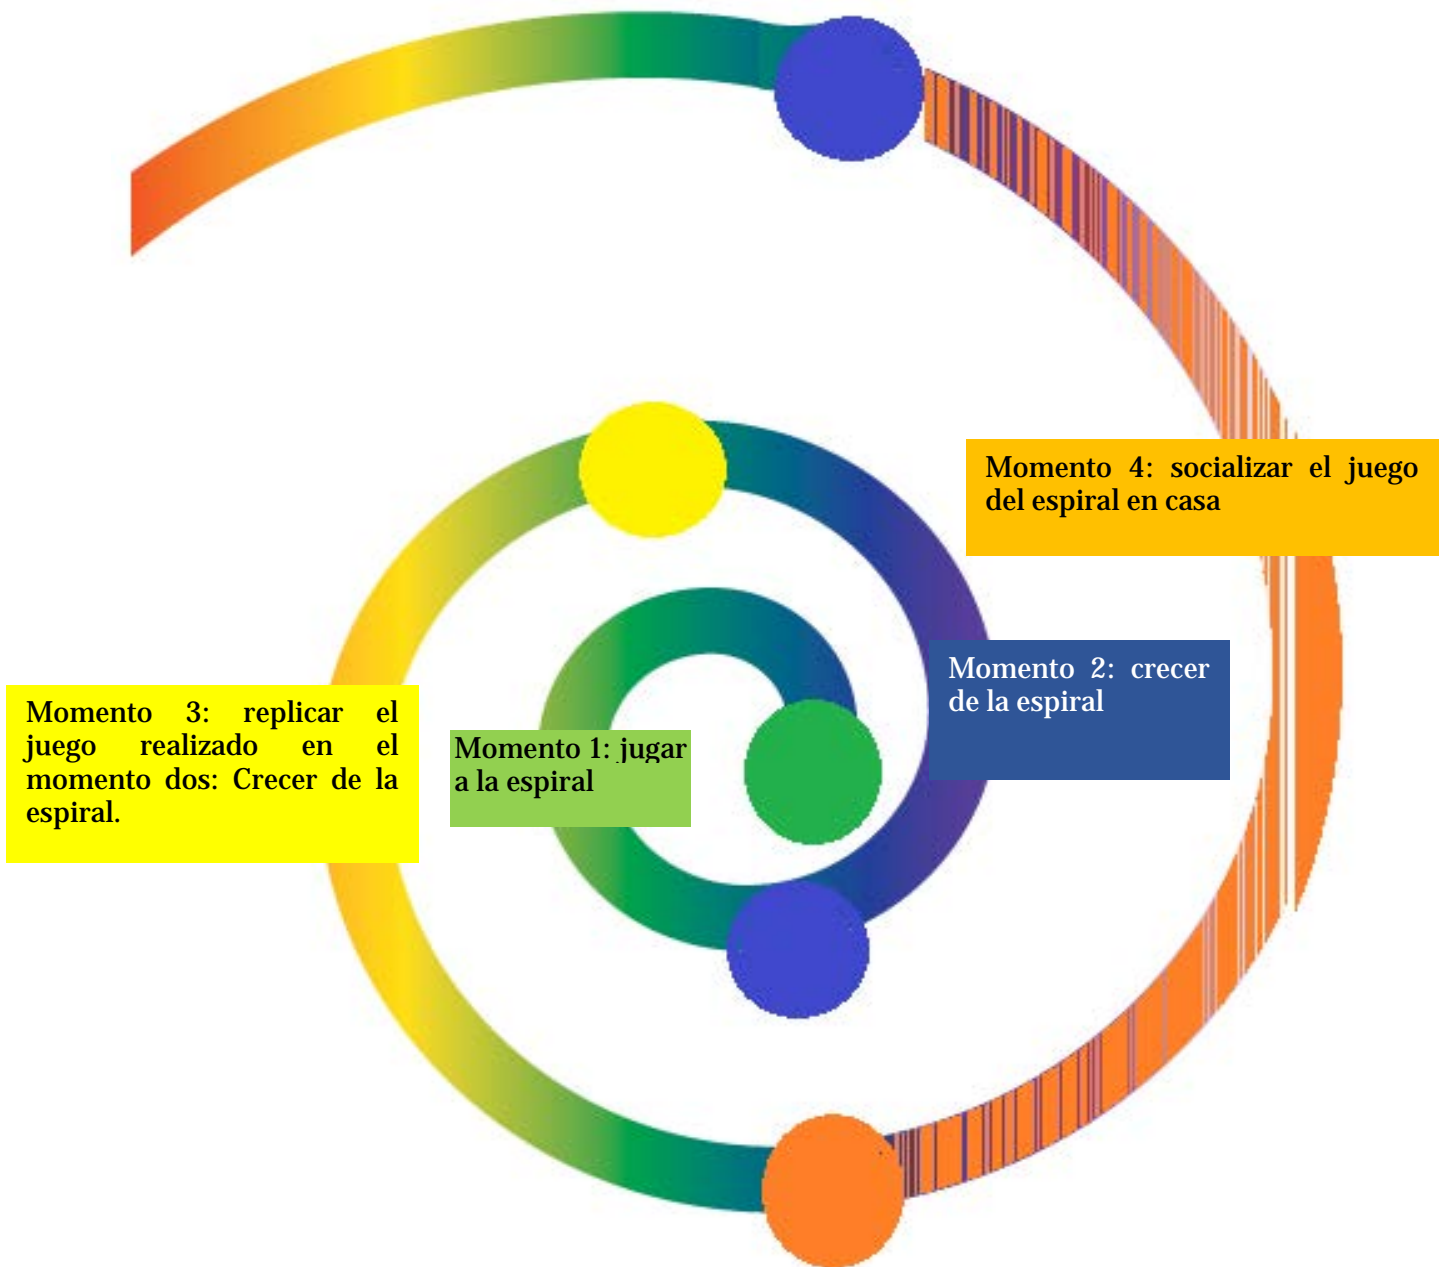 Momento 4: socializar el juego
del espiral en casa
Momento 2: crecer
de la espiral
Momento 3: replicar el
juego realizado en el
momento dos: Crecer de la
espiral.
Momento 1: jugar
a la espiral